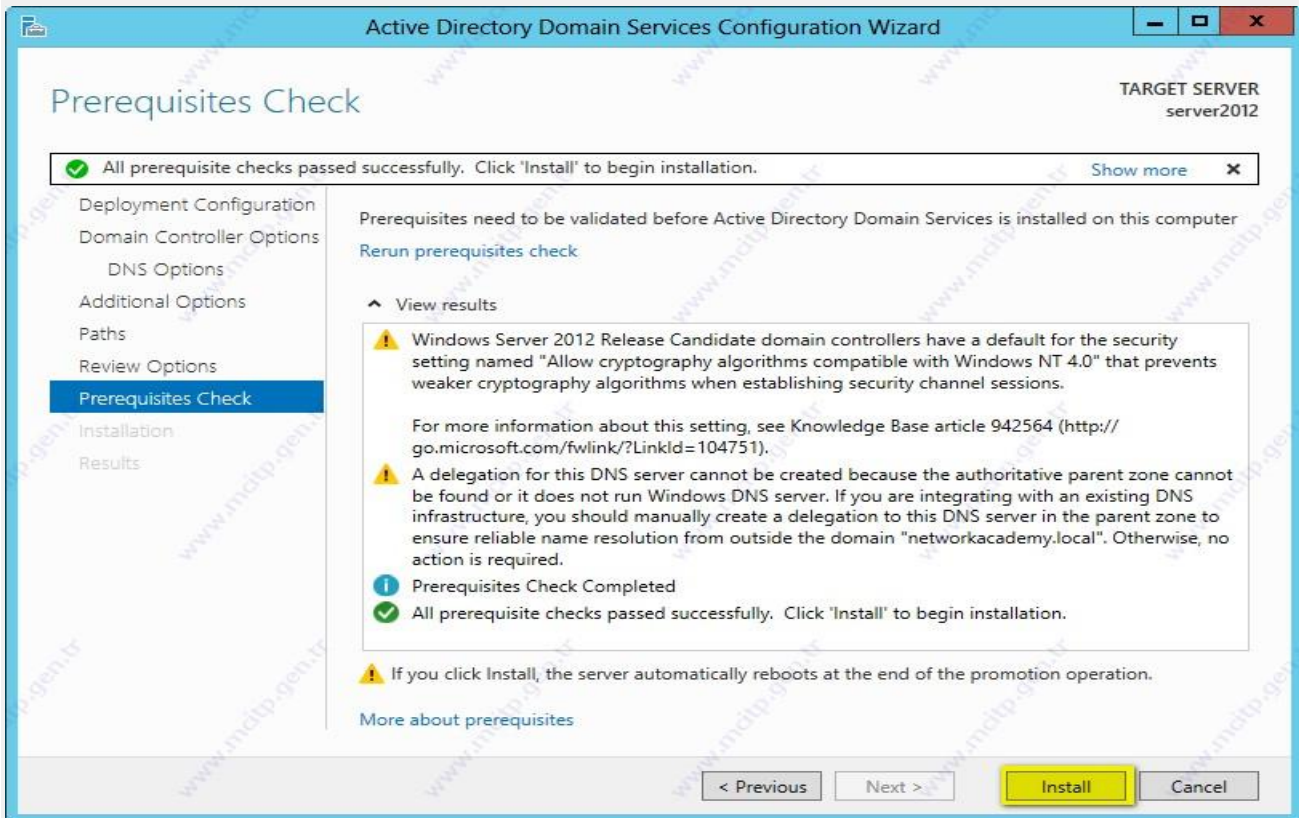 Active Directory Domain Services Configuration Wizard
Prerequisites Check
TARGET SERVER
server2012
All prerequisite checks passed successfully. Click 'Install' to begin installation.
Show more
Deployment Configuration
Domain Controller Options
DNS Options
Additional Options
Paths
Review Options
Prerequisites Check
Installation
Results
Prerequisites need to be validated before Active Directory Domain Services is installed on this computer
Rerun prerequisites check
View results
Windows Server 2012 Release Candidate domain controllers have a default for the security
setting named "Allow cryptography algorithms compatible with Windows NT 4.0" that prevents
weaker cryptography algorithms when establishing security channel sessions.
For more information about this setting, see Knowledge Base article 942564 (http://
go.microsoft.com/fwlink/?LinkId=104751).
A delegation for this DNS server cannot be created because the authoritative parent zone cannot
be found or it does not run Windows DNS server. If you are integrating with an existing DNS
infrastructure, you should manually create a delegation to this DNS server in the parent zone to
ensure reliable name resolution from outside the domain "networkacademy.local". Otherwise, no
action is required.
Prerequisites Check Completed
All prerequisite checks passed successfully. Click 'Install' to begin installation.
If you click Install, the server automatically reboots at the end of the promotion operation.
More about prerequisites
< Previous
Next >
Install
Cancel
www.mcitp.gen.tr